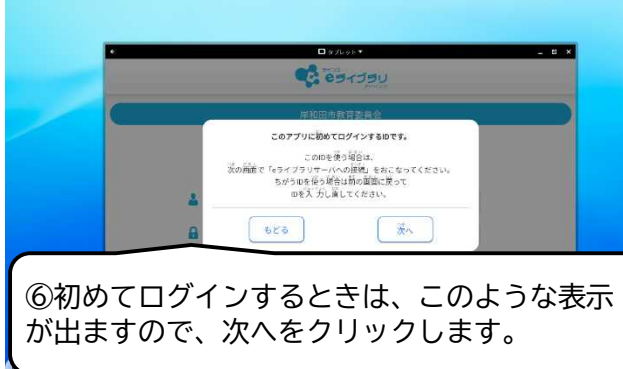 タブレット
eライブラリ
岸和田市教育委員会
このアプリに初めてログインするIDです。
このIDを使う場合は、
次の画面で「eライブラリサーバへの接続」をおこなってください。
ちがうIDを使う場合は前の画面に戻って
IDを入力し直してください。
もどる
次へ
⑥初めてログインするときは、このような表示
が出ますので、次へをクリックします。